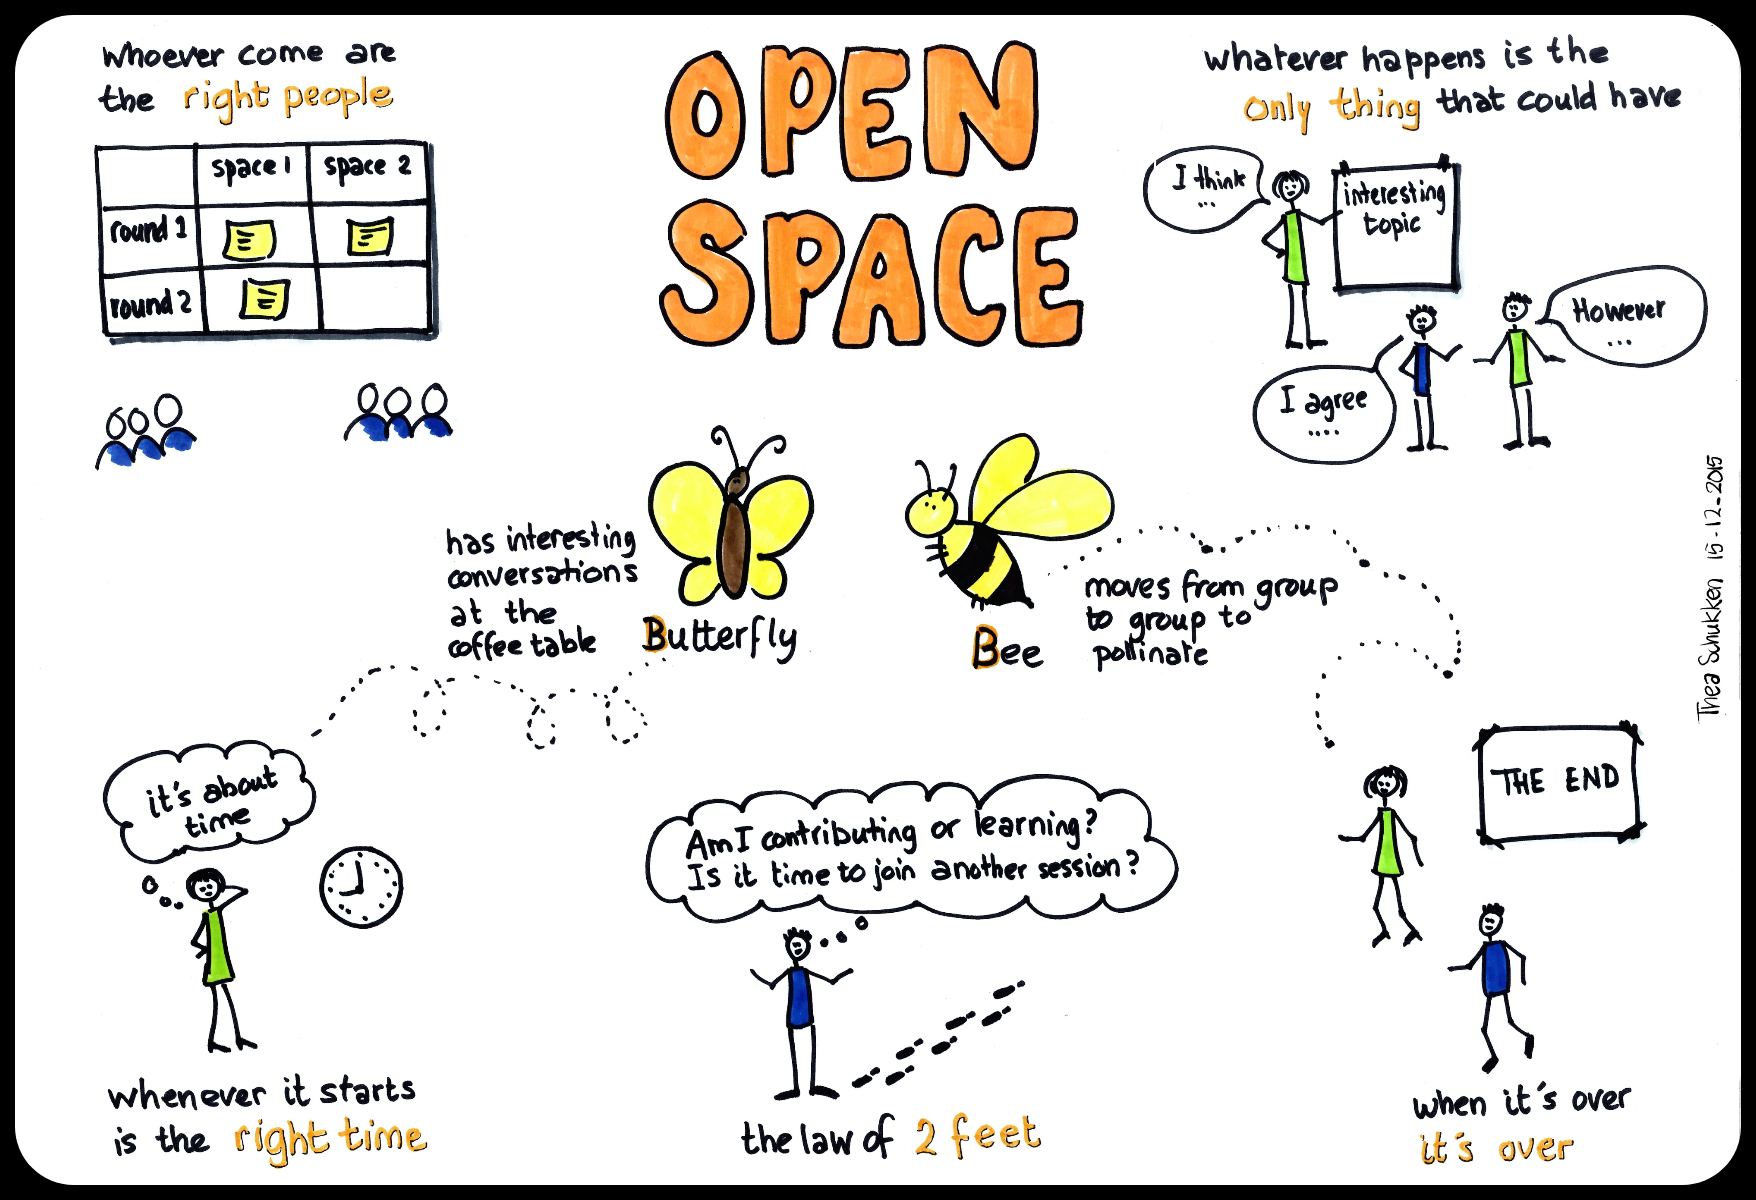 whoever come are
the right people
space 1
space 2
round 1
round 2
OPEN
SPACE
whatever happens is the
only thing that could have
I think
...
interesting
topic
However
...
I agree
....
has interesting
conversations
at the
coffee table
Butterfly
Bee
moves from group
to group to
pollinate
Thea Schukken 15-12-2015
it's about
time
whenever it starts
is the right time
Am I contributing or learning?
Is it time to join another session?
the law of 2 feet
THE END
when it's over
it's over